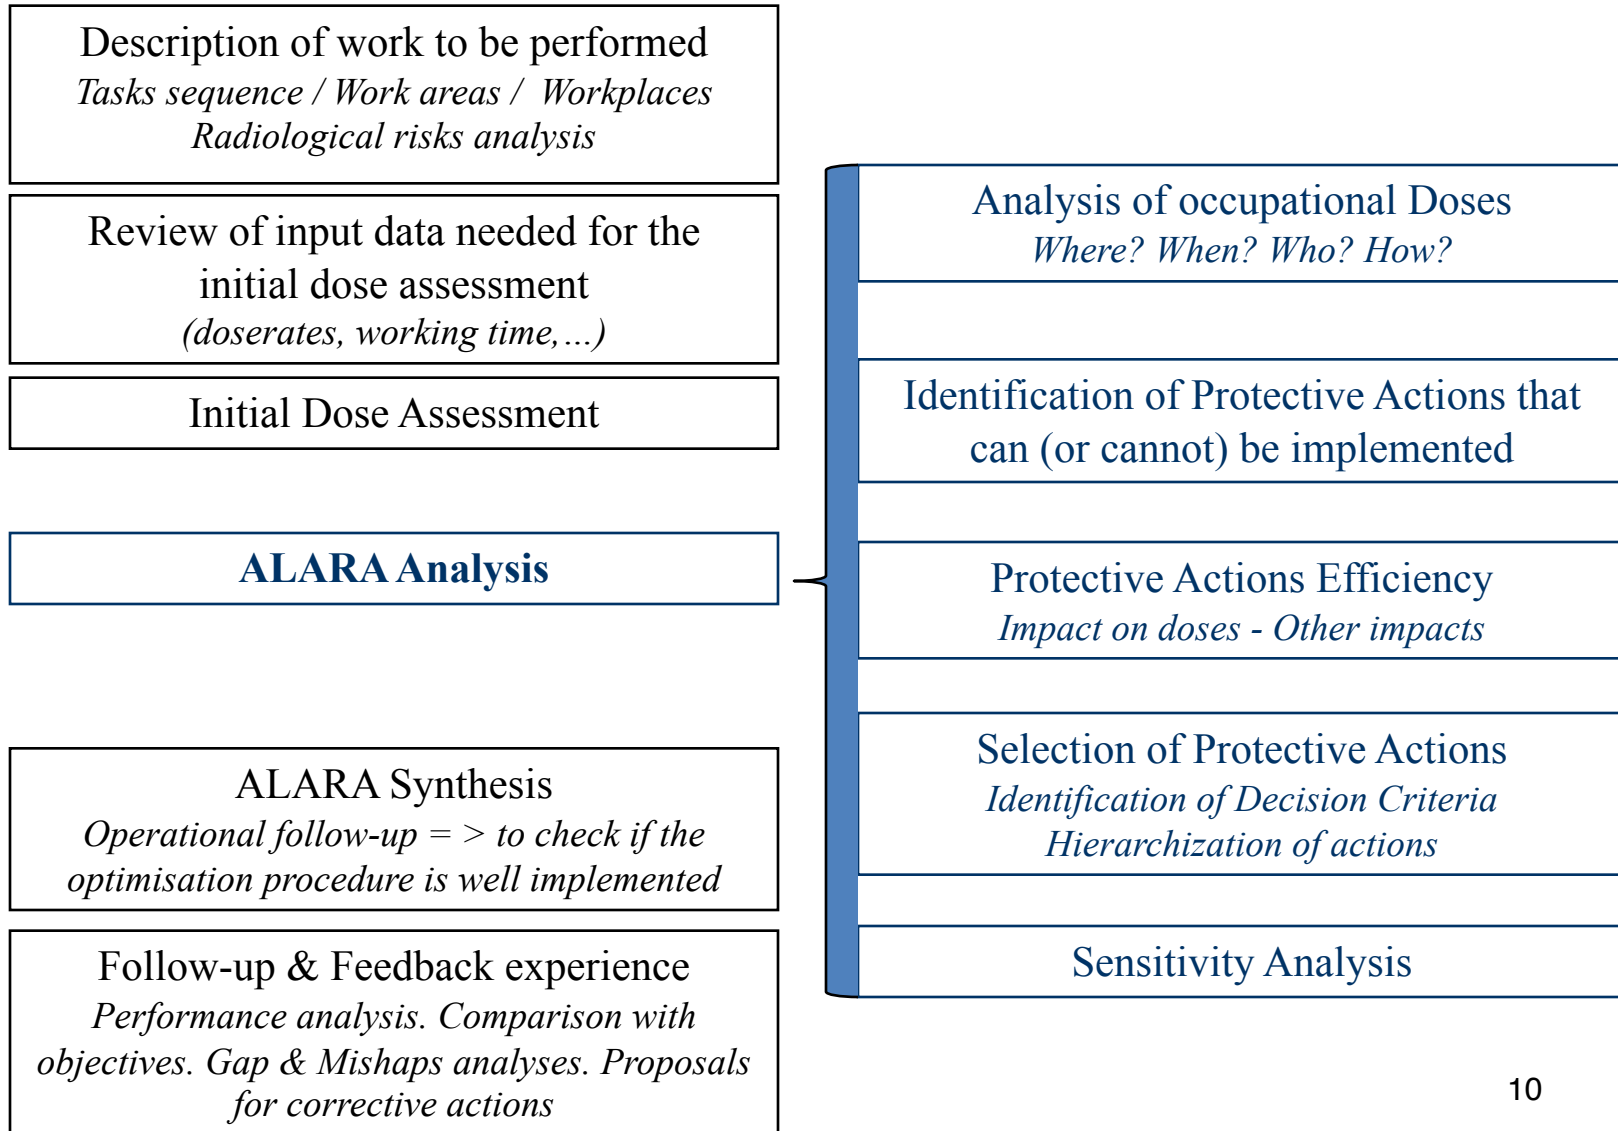 Description of work to be performed
Tasks sequence / Work areas / Workplaces
Radiological risks analysis
Review of input data needed for the
initial dose assessment
(doserates, working time,...)
Initial Dose Assessment
ALARA Analysis
ALARA Synthesis
Operational follow-up = > to check if the
optimisation procedure is well implemented
Follow-up & Feedback experience
Performance analysis. Comparison with
objectives. Gap & Mishaps analyses. Proposals
for corrective actions
Analysis of occupational Doses
Where? When? Who? How?
Identification of Protective Actions that
can (or cannot) be implemented
Protective Actions Efficiency
Impact on doses - Other impacts
Selection of Protective Actions
Identification of Decision Criteria
Hierarchization of actions
Sensitivity Analysis
10